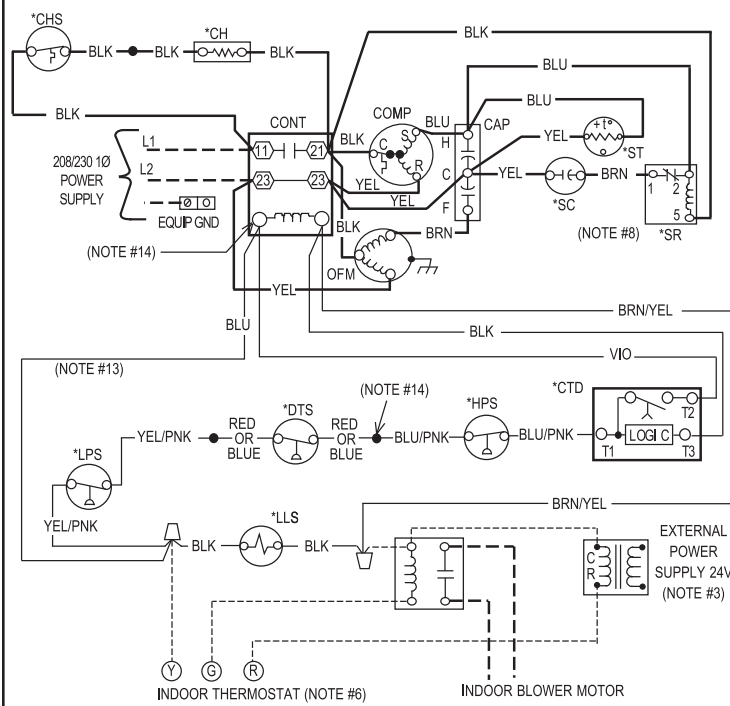 *CHS
*CH
BLK
BLK
BLK
BLK
BLU
BLK
L1
L2
208/230 1Ø
POWER
SUPPLY
EQUIP GND
CONT
11
21
23
23
BLK
COMP
C
S
R
BLU
H
CAP
C
F
BLU
YEL
+ t°
*ST
YEL
*SC
BRN
1
2
5
*SR
(NOTE #8)
YEL
YEL
BLK
BRN
(NOTE #14)
OFM
YEL
BLU
BRN/YEL
BLK
VIO
(NOTE #13)
(NOTE #14)
*CTD
T2
LOGIC
T1
T3
*LPS
YEL/PNK
RED
OR
BLUE
*DTS
RED
OR
BLUE
BLU/PNK
*HPS
BLU/PNK
YEL/PNK
BLK
*LLS
BLK
BRN/YEL
C
R
EXTERNAL
POWER
SUPPLY 24V
(NOTE #3)
Y
G
R
INDOOR THERMOSTAT (NOTE #6)
INDOOR BLOWER MOTOR